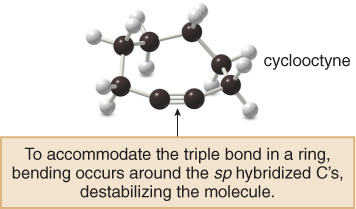 cyclooctyne
To accommodate the triple bond in a ring,
bending occurs around the sp hybridized C's,
destabilizing the molecule.